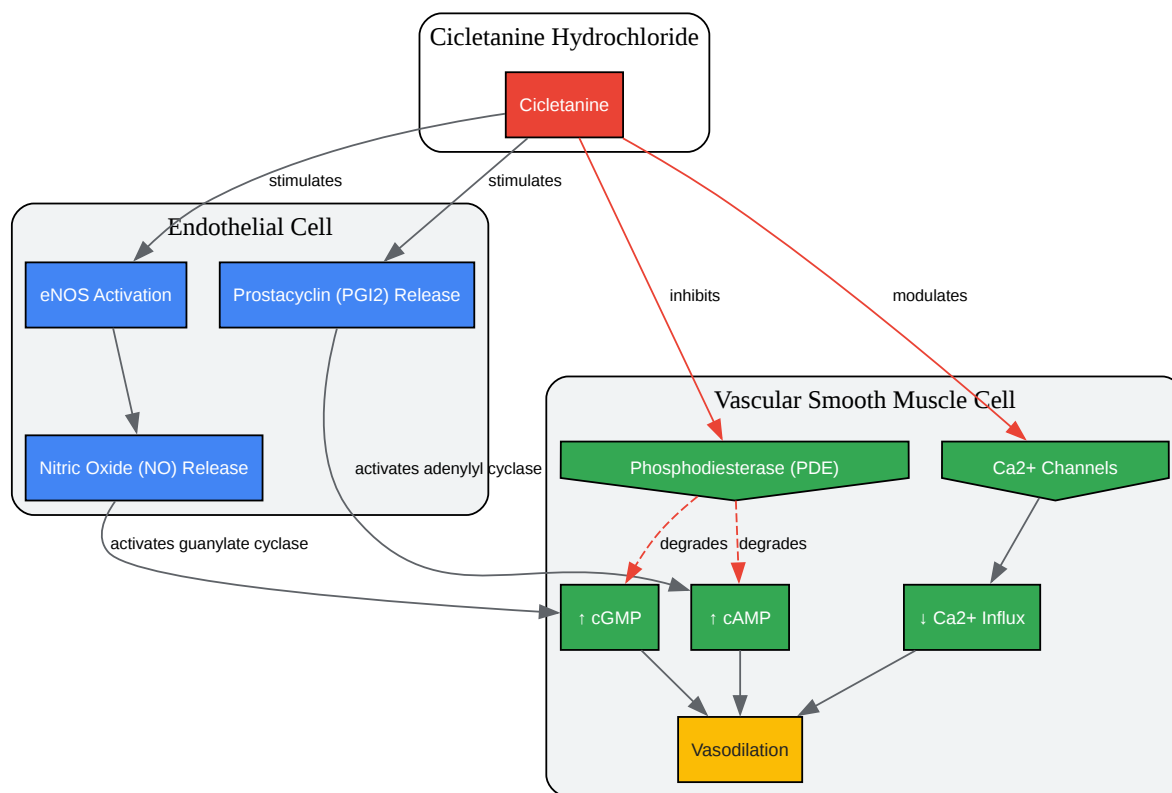 Cicletanine Hydrochloride
Cicletanine
stimulates
stimulates
Endothelial Cell
eNOS Activation
Prostacyclin (PGI2) Release
inhibits
modulates
Vascular Smooth Muscle Cell
Nitric Oxide (NO) Release
activates adenylyl cyclase
Phosphodiesterase (PDE)
Ca2+ Channels
activates guanylate cyclase
degrades
degrades
↑ cGMP
↑ cAMP
↓ Ca2+ Influx
Vasodilation